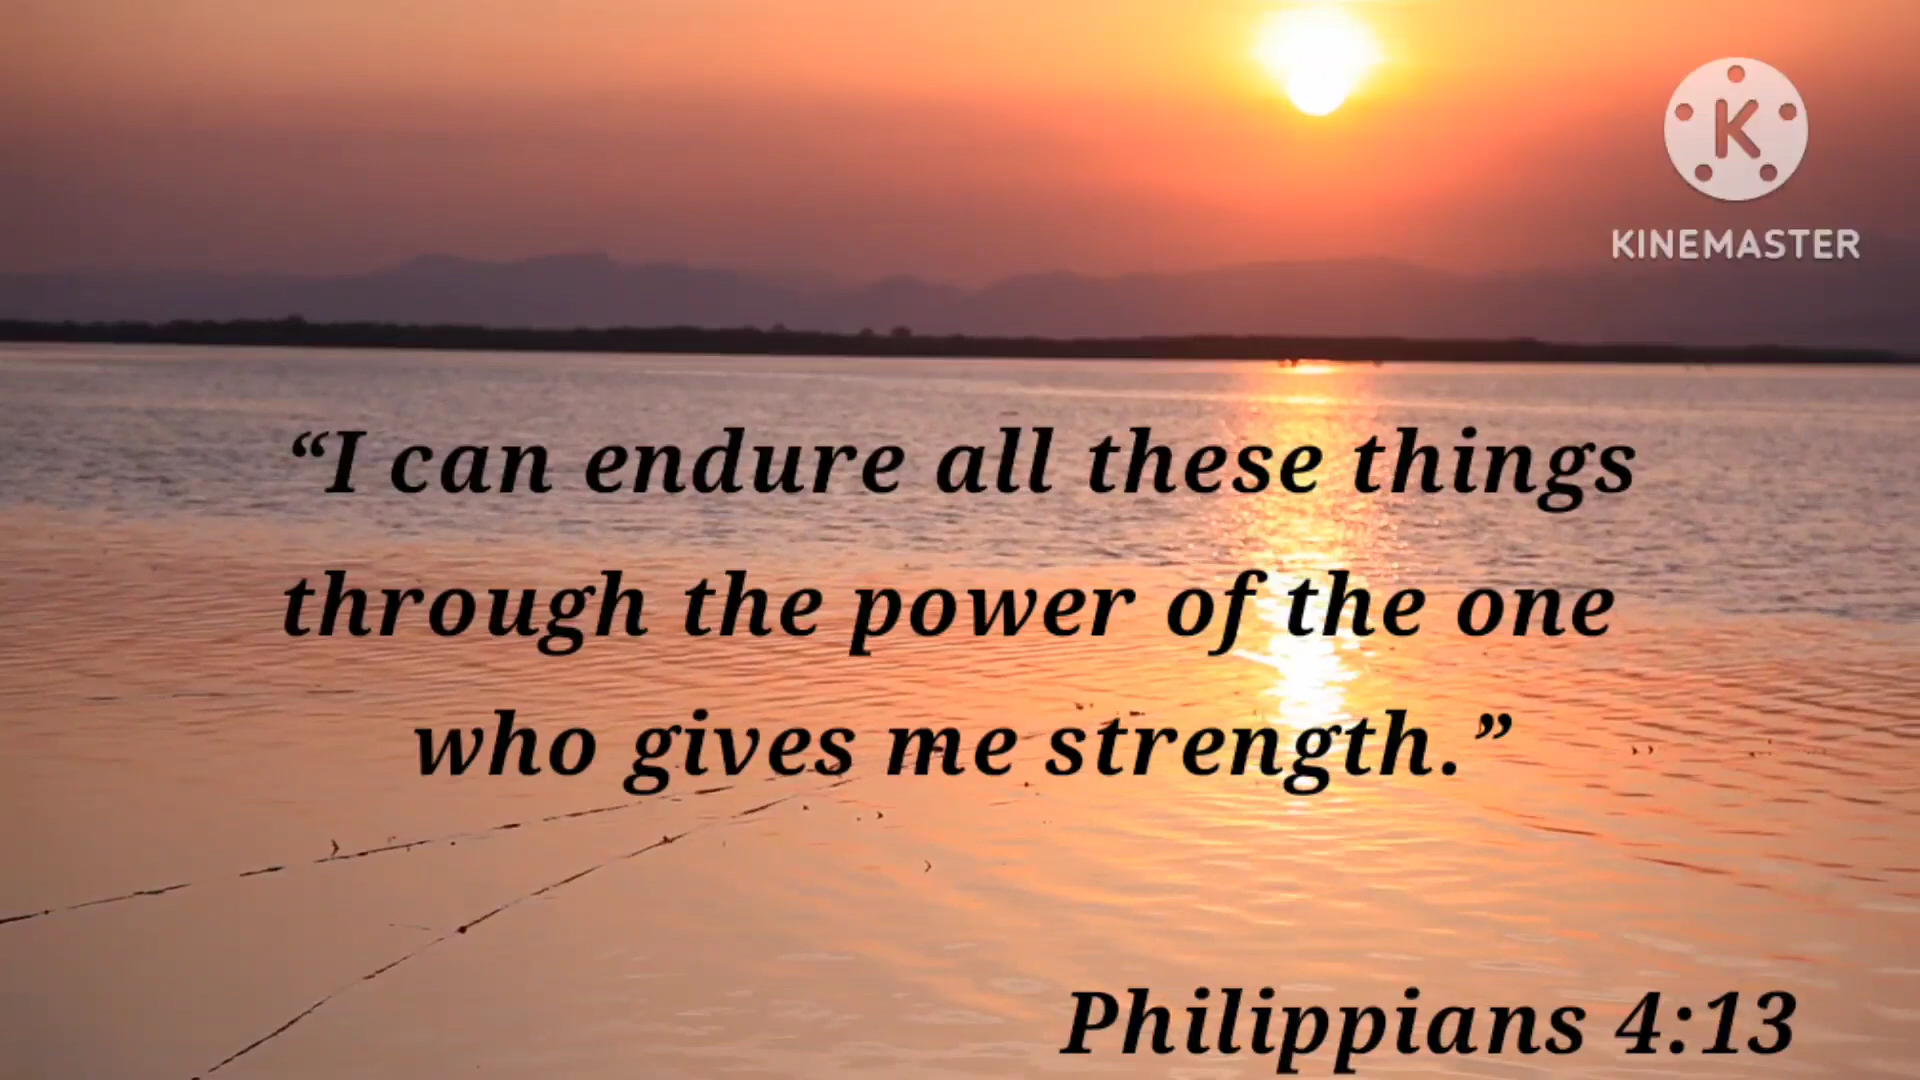 K
KINEMASTER
“I can endure all these things
through the power of the one
who gives me strength.”
Philippians 4:13